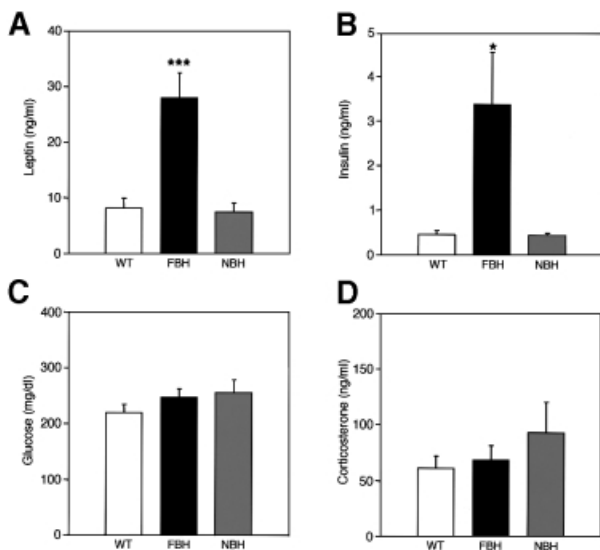 A
Leptin (ng/ml)
40
30
20
10
0
***
WT FBH NBH
B
Insulin (ng/ml)
5
4
3
2
1
0
*
WT FBH NBH
C
Glucose (mg/dl)
400
300
200
100
0
WT FBH NBH
D
Corticosterone (ng/ml)
200
150
100
50
0
WT FBH NBH